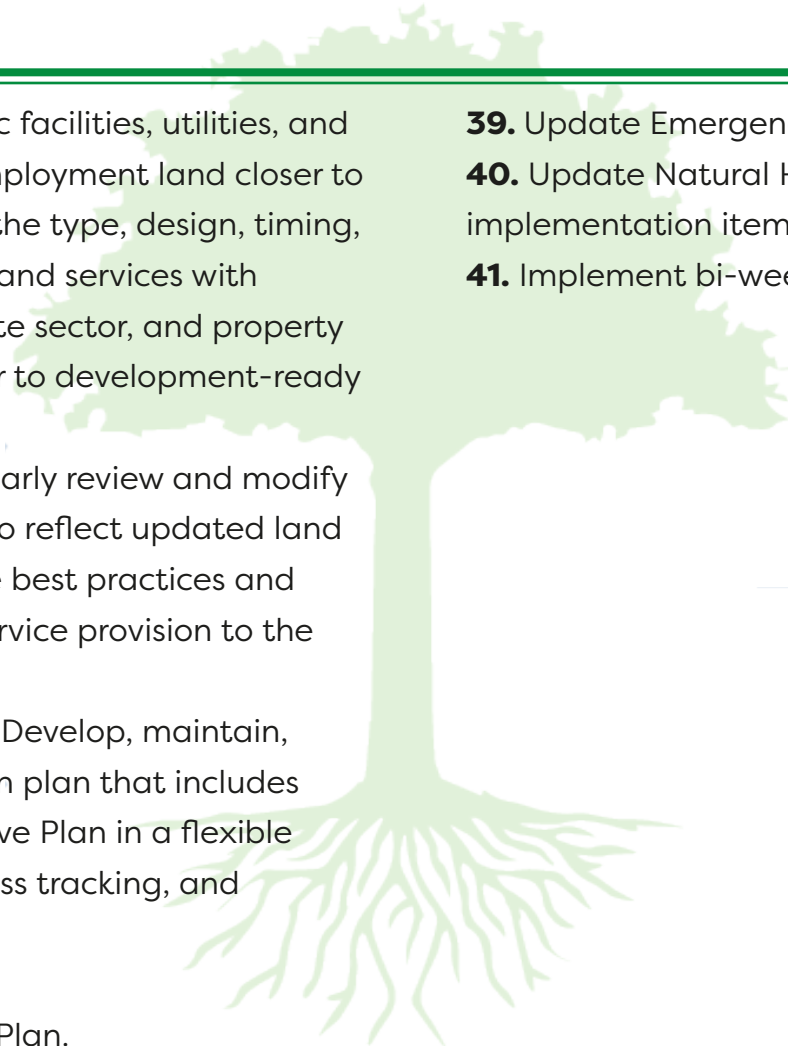 c facilities, utilities, and
ployment land closer to
the type, design, timing,
and services with
te sector, and property
r to development-ready
arly review and modify
o reflect updated land
best practices and
rvice provision to the
Develop, maintain,
n plan that includes
ve Plan in a flexible
ss tracking, and
Plan.
39. Update Emergen
40. Update Natural H
implementation item
41. Implement bi-wee